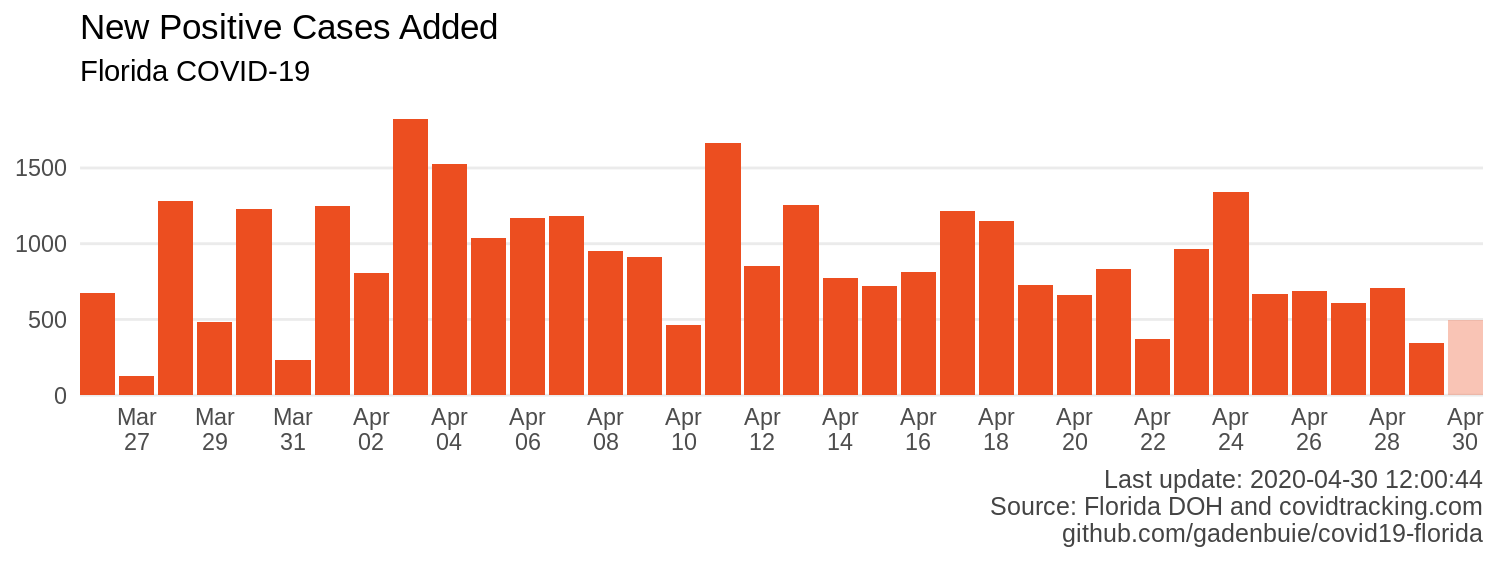 New Positive Cases Added
Florida COVID-19
1500
1000
500
0
Mar Mar Mar Apr Apr Apr Apr Apr Apr Apr Apr Apr Apr Apr Apr Apr Apr Apr
27 29 31 02 04 06 08 10 12 14 16 18 20 22 24 26 28 30
Last update: 2020-04-30 12:00:44
Source: Florida DOH and covidtracking.com
github.com/gadenbuie/covid19-florida